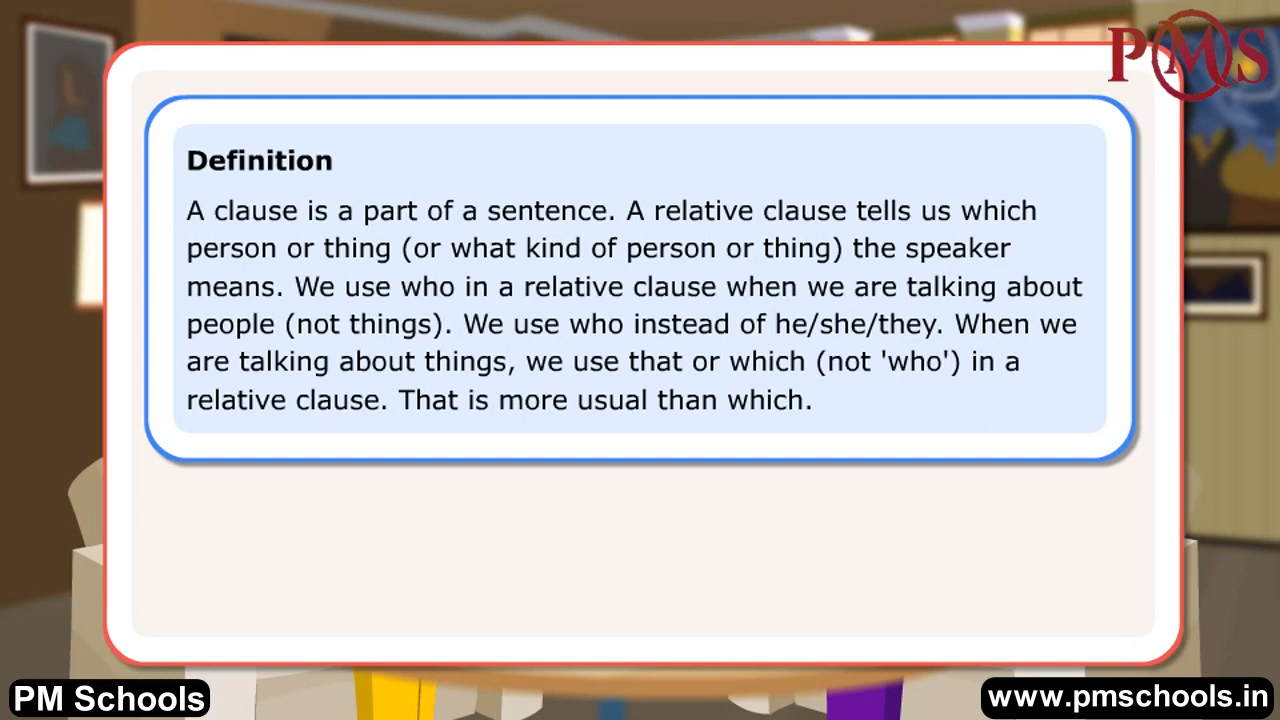 PMS
Definition
A clause is a part of a sentence. A relative clause tells us which
person or thing (or what kind of person or thing) the speaker
means. We use who in a relative clause when we are talking about
people (not things). We use who instead of he/she/they. When we
are talking about things, we use that or which (not 'who') in a
relative clause. That is more usual than which.
PM Schools
www.pmschools.in